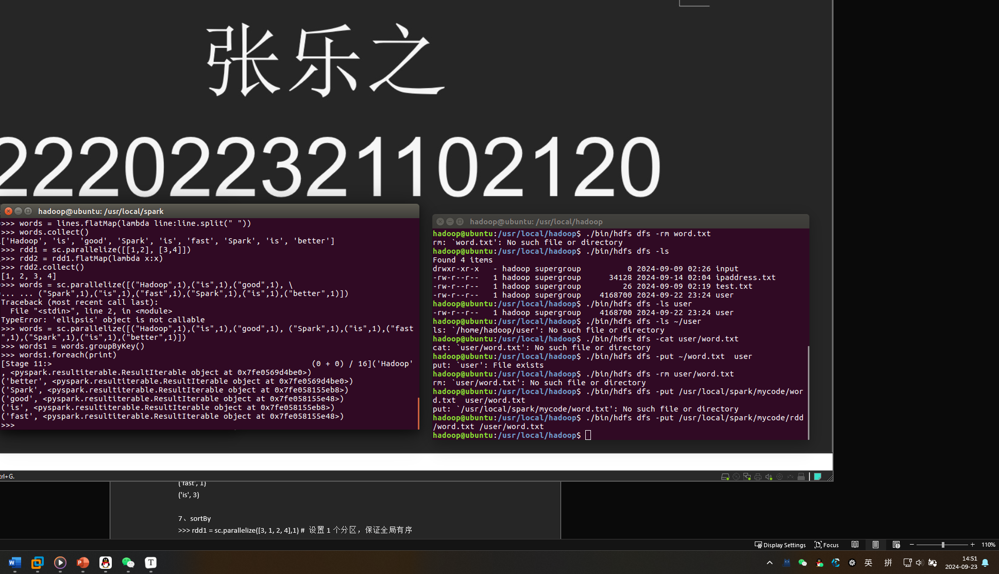 张乐之
222022321102120
hadoop@ubuntu: /usr/local/spark
>>> words = lines.flatMap(lambda line:line.split(" "))
>>> words.collect()
['Hadoop', 'is', 'good', 'Spark', 'is', 'fast', 'Spark', 'is', 'better']
>>> rdd1 = sc.parallelize([[1,2], [3,4]])
>>> rdd2 = rdd1.flatMap(lambda x:x)
>>> rdd2.collect()
[1, 2, 3, 4]
>>> words = sc.parallelize([("Hadoop",1),("is",1),("good",1), \
... ... ("Spark",1),("is",1),("fast",1),("Spark",1),("is",1),("better",1)])
Traceback (most recent call last):
  File "<stdin>", line 2, in <module>
TypeError: 'ellipsis' object is not callable
>>> words = sc.parallelize([("Hadoop",1),("is",1),("good",1), ("Spark",1),("is",1),("fast
",1),("Spark",1),("is",1),("better",1)])
>>> words1 = words.groupByKey()
>>> words1.foreach(print)
[Stage 11:>                                                        (0 + 0) / 16]('Hadoop'
, <pyspark.resultiterable.ResultIterable object at 0x7fe0569d4be0>)
('better', <pyspark.resultiterable.ResultIterable object at 0x7fe0569d4be0>)
('Spark', <pyspark.resultiterable.ResultIterable object at 0x7fe058155eb8>)
('good', <pyspark.resultiterable.ResultIterable object at 0x7fe058155e48>)
('is', <pyspark.resultiterable.ResultIterable object at 0x7fe058155eb8>)
('fast', <pyspark.resultiterable.ResultIterable object at 0x7fe058155e48>)
>>>
hadoop@ubuntu: /usr/local/hadoop
hadoop@ubuntu:/usr/local/hadoop$ ./bin/hdfs dfs -rm word.txt
rm: `word.txt': No such file or directory
hadoop@ubuntu:/usr/local/hadoop$ ./bin/hdfs dfs -ls
Found 4 items
drwxr-xr-x   - hadoop supergroup          0 2024-09-09 02:26 input
-rw-r--r--   1 hadoop supergroup      34128 2024-09-14 02:04 ipaddress.txt
-rw-r--r--   1 hadoop supergroup         26 2024-09-09 02:19 test.txt
-rw-r--r--   1 hadoop supergroup    4168700 2024-09-22 23:24 user
hadoop@ubuntu:/usr/local/hadoop$ ./bin/hdfs dfs -ls user
-rw-r--r--   1 hadoop supergroup    4168700 2024-09-22 23:24 user
hadoop@ubuntu:/usr/local/hadoop$ ./bin/hdfs dfs -ls ~/user
ls: `/home/hadoop/user': No such file or directory
hadoop@ubuntu:/usr/local/hadoop$ ./bin/hdfs dfs -cat user/word.txt
cat: `user/word.txt': No such file or directory
hadoop@ubuntu:/usr/local/hadoop$ ./bin/hdfs dfs -put ~/word.txt  user
put: `user': File exists
hadoop@ubuntu:/usr/local/hadoop$ ./bin/hdfs dfs -rm user/word.txt
rm: `user/word.txt': No such file or directory
hadoop@ubuntu:/usr/local/hadoop$ ./bin/hdfs dfs -put /usr/local/spark/mycode/wor
d.txt  user/word.txt
put: `/usr/local/spark/mycode/word.txt': No such file or directory
hadoop@ubuntu:/usr/local/hadoop$ ./bin/hdfs dfs -put /usr/local/spark/mycode/rdd
/word.txt /user/word.txt
hadoop@ubuntu:/usr/local/hadoop$
trl+G.
('fast', 1)
('is', 3)
7、sortBy
>>> rdd1 = sc.parallelize([3, 1, 2, 4],1) # 设置 1 个分区，保证全局有序
Display Settings Focus 110%
英 拼 14:51
2024-09-23